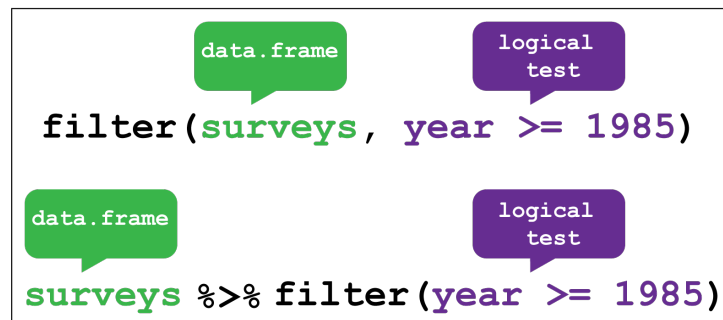 data.frame
logical
test
filter(surveys, year >= 1985)
data.frame
logical
test
surveys %>% filter(year >= 1985)